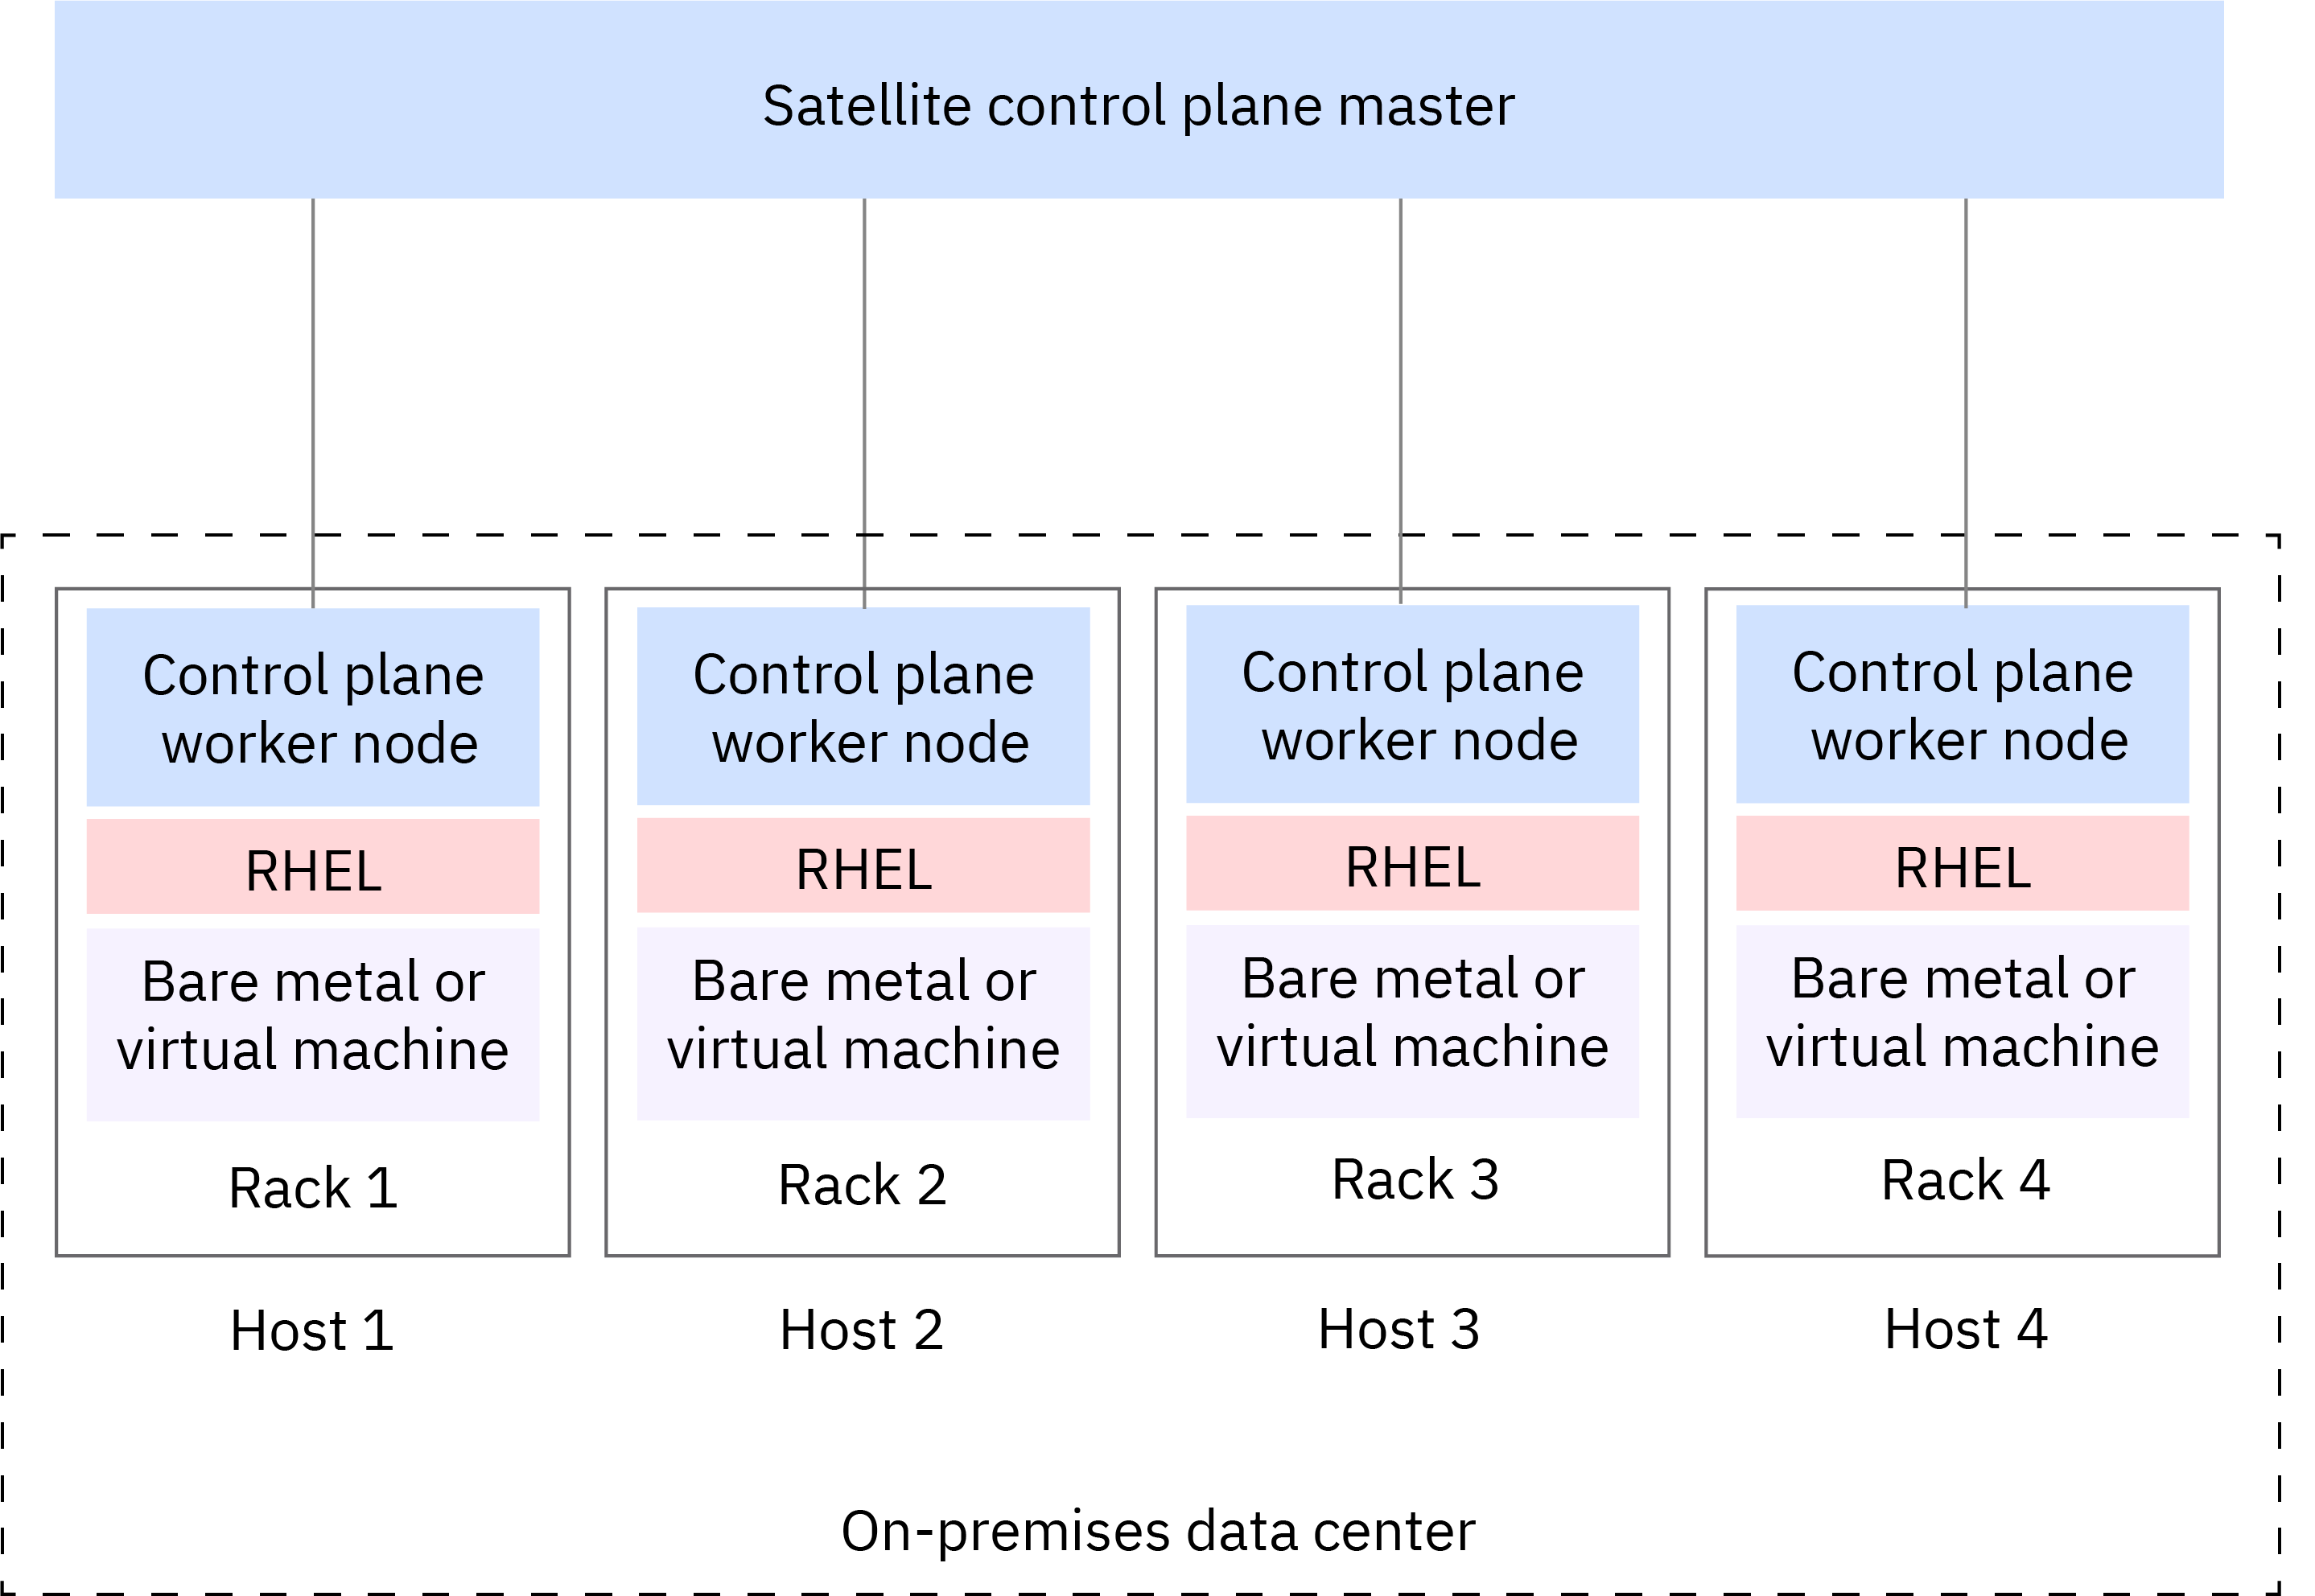 Satellite control plane master
Control plane
worker node
RHEL
Bare metal or
virtual machine
Rack 1
Host 1
Control plane
worker node
RHEL
Bare metal or
virtual machine
Rack 2
Host 2
Control plane
worker node
RHEL
Bare metal or
virtual machine
Rack 3
Host 3
Control plane
worker node
RHEL
Bare metal or
virtual machine
Rack 4
Host 4
On-premises data center